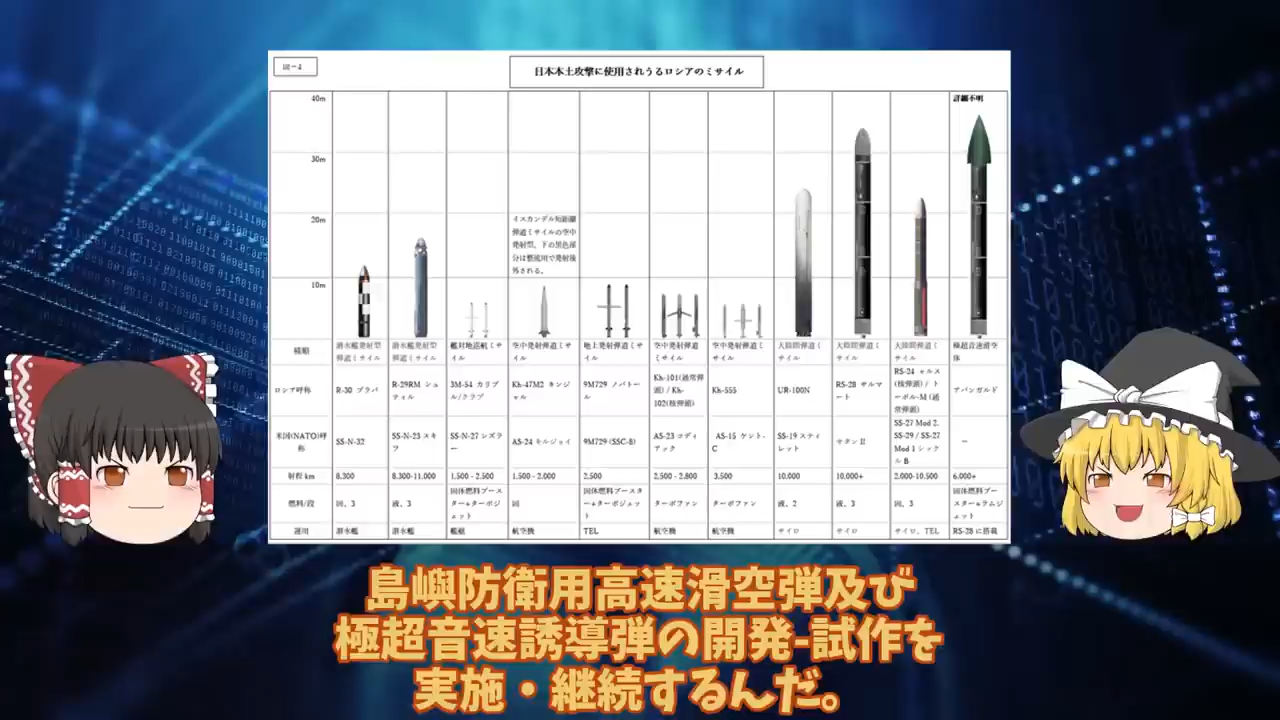 図-4
日本本土攻撃に使用されうるロシアのミサイル
40m
30m
20m
10m
詳細不明
イスカンデル短距離
弾道ミサイルの空中
発射型。下の黒色部
分は整流用で発射後
外される。
種類
潜水艦発射型
弾道ミサイル
潜水艦発射型
弾道ミサイル
艦対地巡航ミサ
イル
空中発射弾道ミサ
イル
地上発射弾道ミサ
イル
空中発射弾道
ミサイル
空中発射弾道ミ
サイル
大陸間弾道ミ
サイル
大陸間弾道ミ
サイル
大陸間弾道ミ
サイル
極超音速滑空
体
ロシア呼称
R-30 ブラバ
R-29RM シュ
ティル
3M-54 カリブ
ル/クラブ
Kh-47M2 キンジ
ャル
9M729 ノバトー
ル
Kh-101(通常弾
頭) / Kh-
102(核弾頭)
Kh-555
UR-100N
RS-28 サルマ
ート
RS-24 ヤルス
(核弾頭) / ト
ーポル-M (通
常弾頭)
アバンガルド
米国(NATO)呼
称
SS-N-32
SS-N-23 スキ
フ
SS-N-27 シズラ
ー
AS-24 キルジョイ
9M729 (SSC-8)
AS-23 コディ
アック
AS-15 ケント-
C
SS-19 スティ
レット
サタン II
SS-27 Mod 2.
SS-29 / SS-27
Mod 1 シック
ル B
--
射程 km
8.300
8.300-11.000
1,500 - 2.500
1,500 - 2.000
2,500
2,500 - 2,800
3,500
10.000
10,000+
2.000-10.500
6.000+
燃料/段
固、3
液、3
固体燃料ブース
ター+ターボジ
ェット
固
固体燃料ブースタ
ー+ターボジェッ
ト
ターボファン
ターボファン
液、2
液、3
固、3
固体燃料ブー
スター+ラムジ
ェット
運用
潜水艦
潜水艦
艦艇
航空機
TEL
航空機
航空機
サイロ
サイロ
サイロ、TEL
RS-28 に搭載
島嶼防衛用高速滑空弾及び
極超音速誘導弾の開発-試作を
実施・継続するんだ。